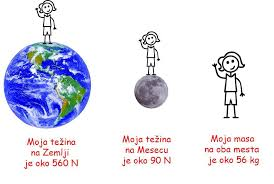 Moja težina
na Zemlji
je oko 560 N
Moja težina
na Mesecu
je oko 90 N
Moja masa
na oba mesta
je oko 56 kg